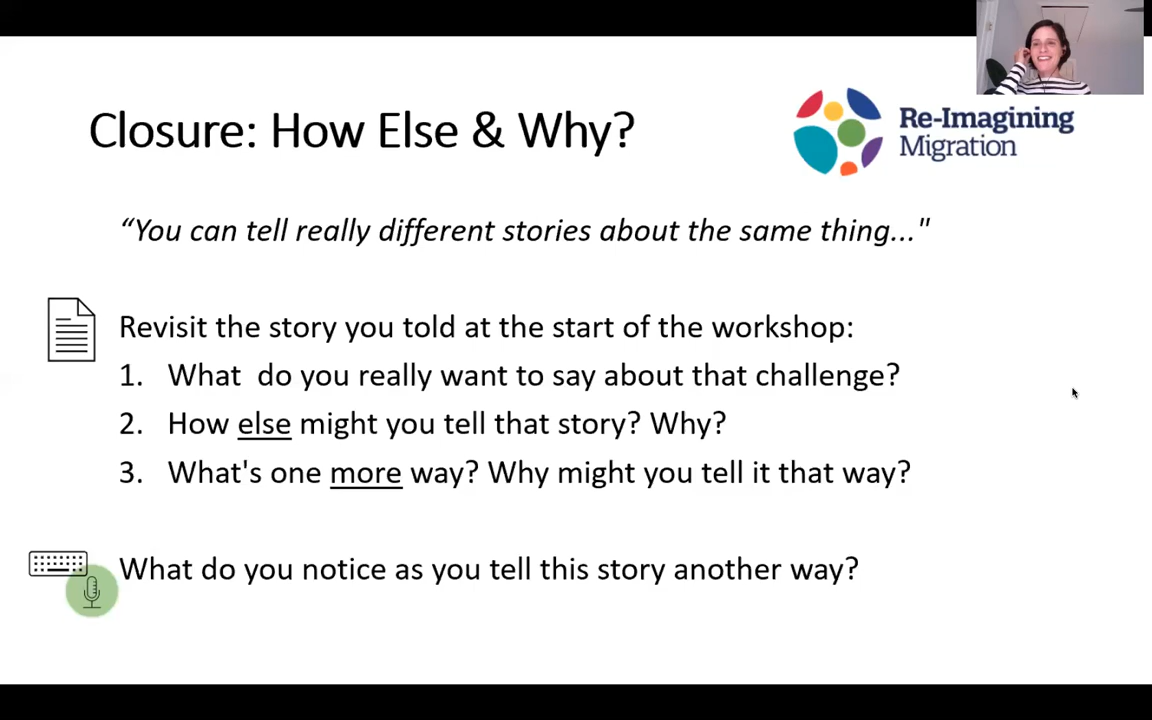 Closure: How Else & Why?
Re-Imagining
Migration
“You can tell really different stories about the same thing..."
Revisit the story you told at the start of the workshop:
1. What  do you really want to say about that challenge?
2. How else might you tell that story? Why?
3. What's one more way? Why might you tell it that way?
What do you notice as you tell this story another way?